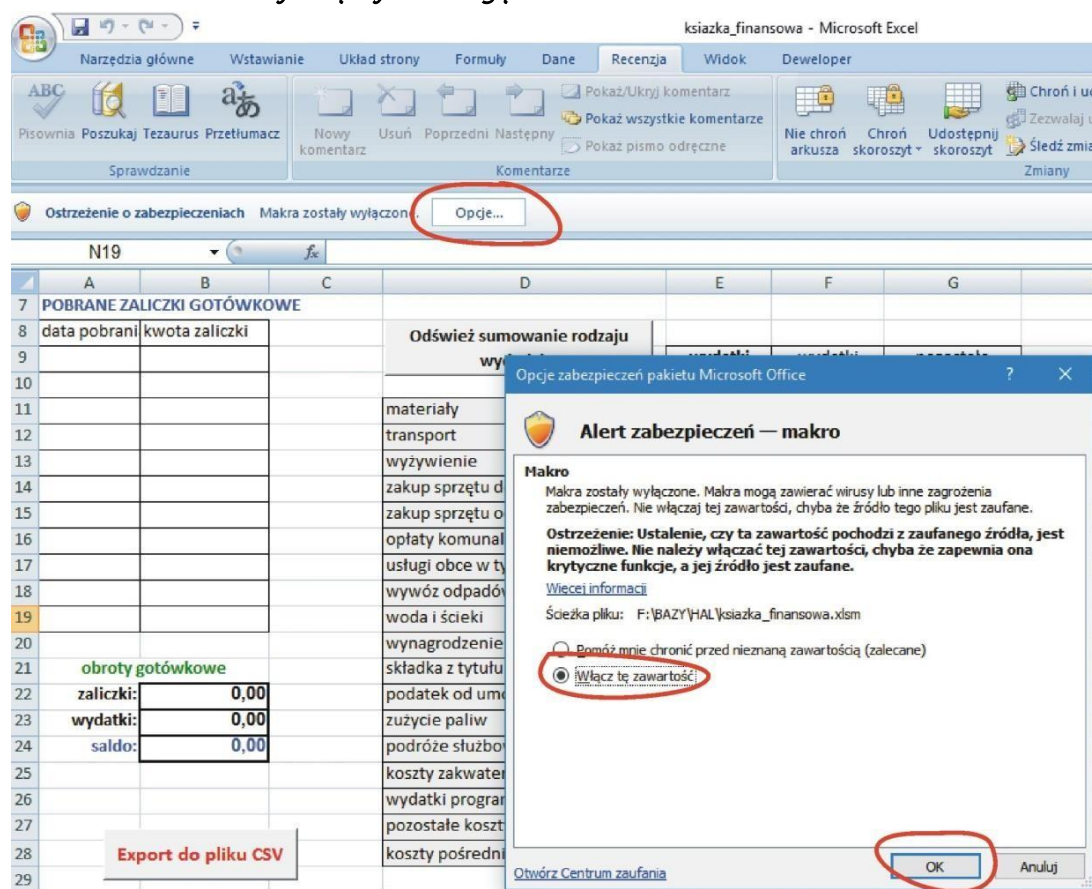 ksiazka_finansowa - Microsoft Excel
Narzędzia główne Wstawianie Układ strony Formuły Dane Recenzja Widok Deweloper
ABC
Pisownia Poszukaj Tezaurus Przetłumacz
Nowy komentarz
Usuń Poprzedni Następny
Pokaż/Ukryj komentarz
Pokaż wszystkie komentarze
Pokaż pismo odręczne
Nie chroń arkusza
Chroń skoroszyt
Udostępnij skoroszyt
Chroń i
Zezwalaj
Śledź
Sprawdzanie Komentarze Zmiany
Ostrzeżenie o zabezpieczeniach Makra zostały wyłączone. Opcje...
N19 fx
A B C D E F G
7 POBRANE ZALICZKI GOTÓWKOWE
8 data pobrani kwota zaliczki
Odśwież sumowanie rodzaju
9
10
11 materiały
12 transport
13 wyżywienie
14 zakup sprzętu d
15 zakup sprzętu o
16 opłaty komunal
17 usługi obce w ty
18 wywóz odpadów
19 woda i ścieki
20 wynagrodzenie
21 obroty gotówkowe składka z tytułu
22 zaliczki: 0,00 podatek od umo
23 wydatki: 0,00 zużycie paliw
24 saldo: 0,00 podróże służbow
25 koszty zakwater
26 wydatki program
27 pozostałe koszt
28 Export do pliku CSV koszty pośredni
29
Opcje zabezpieczeń pakietu Microsoft Office ? X
Alert zabezpieczeń — makro
Makro
Makra zostały wyłączone. Makra mogą zawierać wirusy lub inne zagrożenia
zabezpieczeń. Nie włączaj tej zawartości, chyba że źródło tego pliku jest zaufane.
Ostrzeżenie: Ustalenie, czy ta zawartość pochodzi z zaufanego źródła, jest
niemożliwe. Nie należy włączać tej zawartości, chyba że zapewnia ona
krytyczne funkcje, a jej źródło jest zaufane.
Więcej informacji
Ścieżka pliku: F:\BAZY\HAL\ksiazka_finansowa.xlsm
Pomóż mnie chronić przed nieznaną zawartością (zalecane)
Włącz tę zawartość
Otwórz Centrum zaufania OK Anuluj